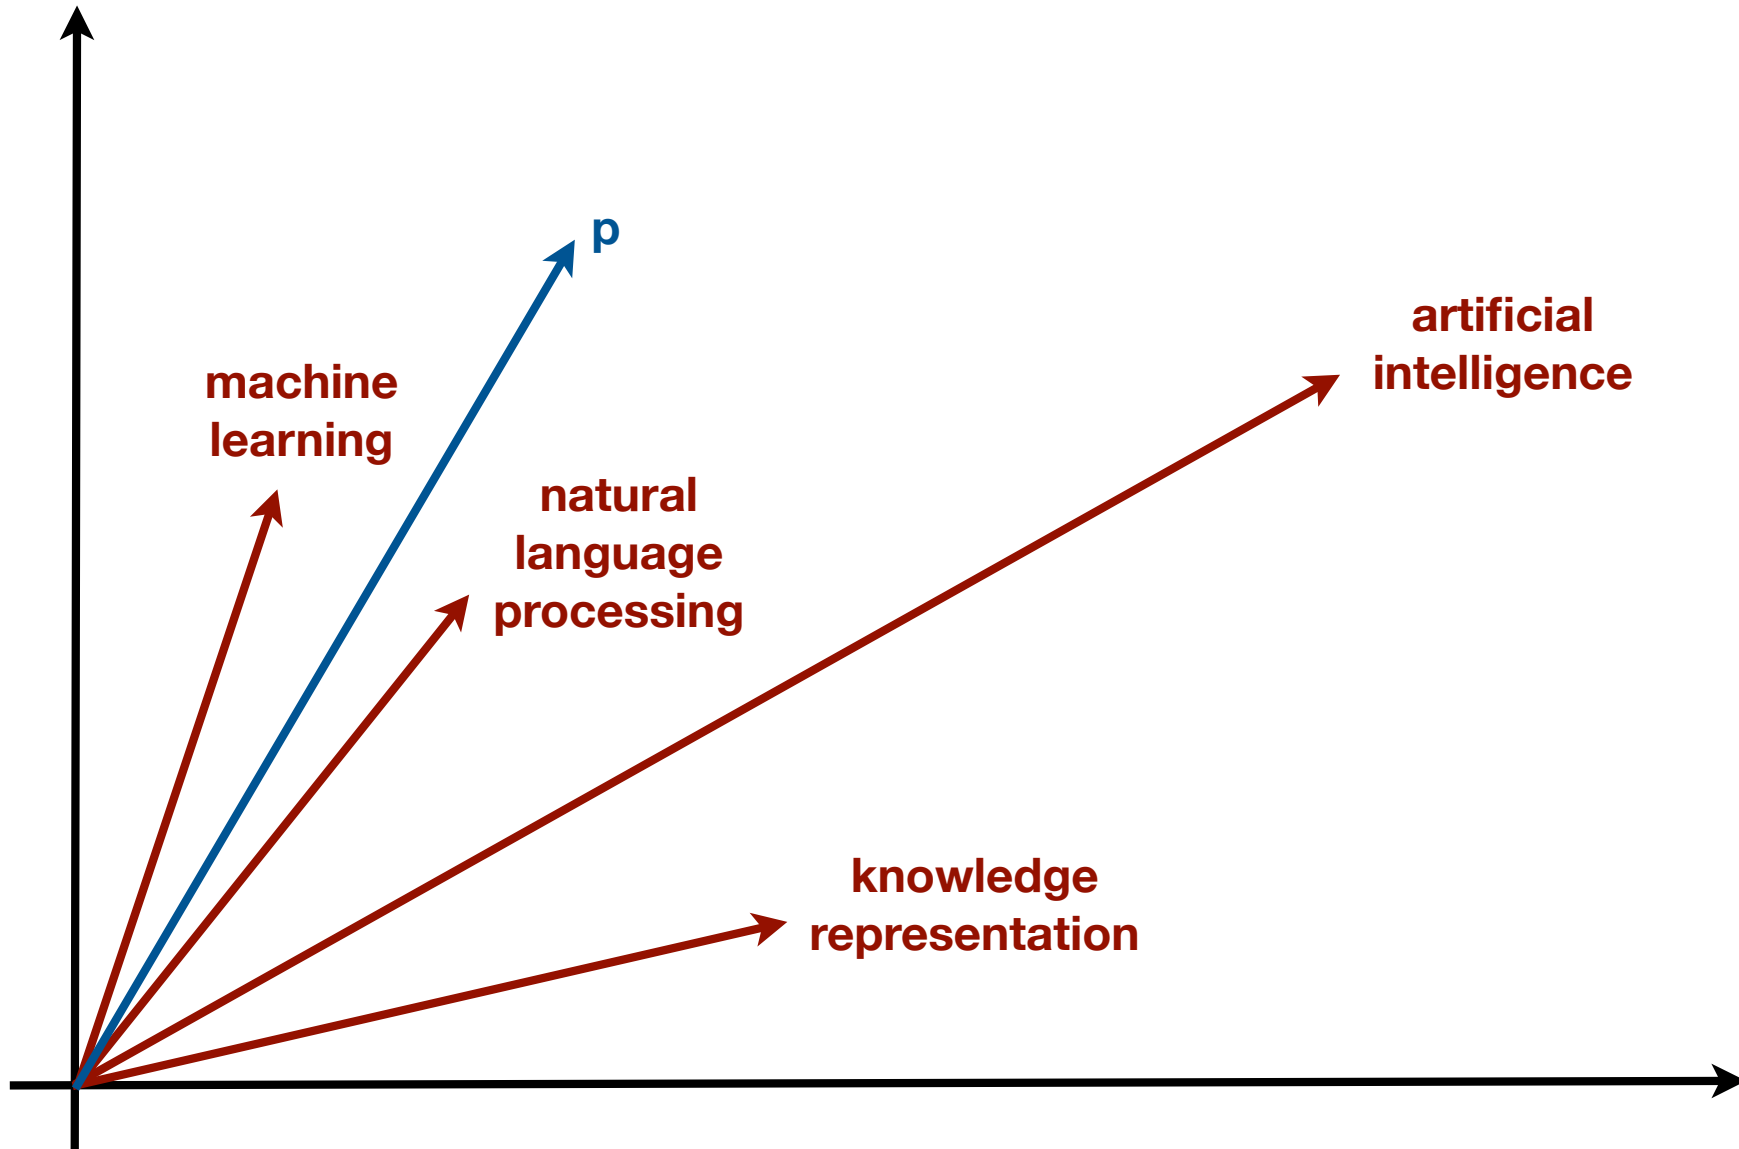 p
artificial
intelligence
machine
learning
natural
language
processing
knowledge
representation